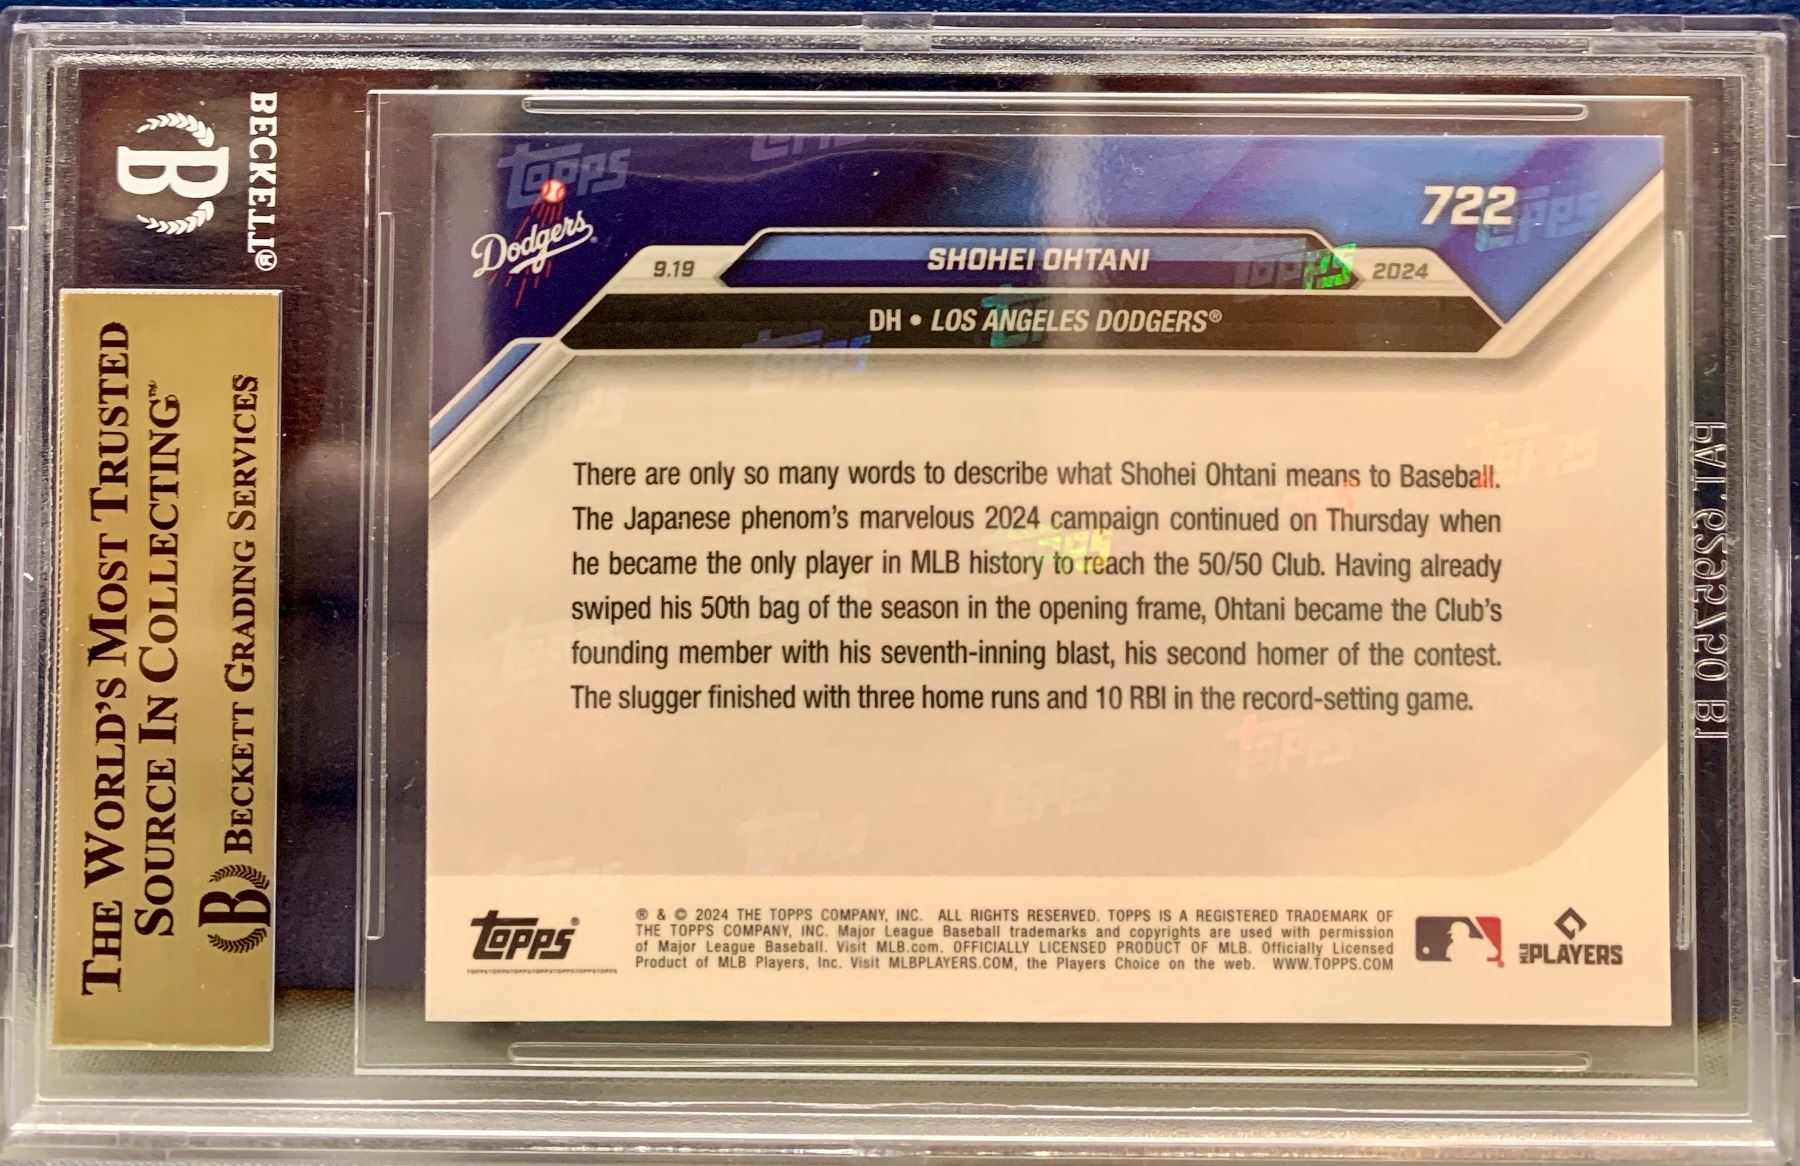 BECKETT®
B
THE WORLD'S MOST TRUSTED
SOURCE IN COLLECTING™
B BECKETT GRADING SERVICES
Topps
Dodgers
722
9.19
SHOHEI OHTANI
2024
DH • LOS ANGELES DODGERS®
There are only so many words to describe what Shohei Ohtani means to Baseball.
The Japanese phenom's marvelous 2024 campaign continued on Thursday when
he became the only player in MLB history to reach the 50/50 Club. Having already
swiped his 50th bag of the season in the opening frame, Ohtani became the Club's
founding member with his seventh-inning blast, his second homer of the contest.
The slugger finished with three home runs and 10 RBI in the record-setting game.
Topps®
® & © 2024 THE TOPPS COMPANY, INC. ALL RIGHTS RESERVED. TOPPS IS A REGISTERED TRADEMARK OF
THE TOPPS COMPANY, INC. Major League Baseball trademarks and copyrights are used with permission
of Major League Baseball. Visit MLB.com. OFFICIALLY LICENSED PRODUCT OF MLB. Officially Licensed
Product of MLB Players, Inc. Visit MLBPLAYERS.COM, the Players Choice on the web. WWW.TOPPS.COM
MLB PLAYERS